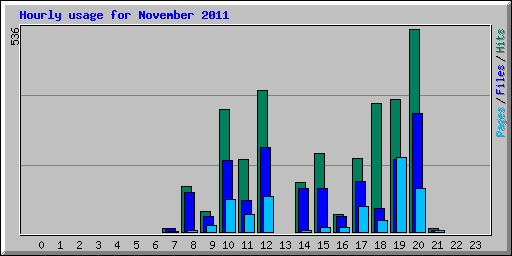 Hourly usage for November 2011
536
Pages / Files / Hits
0 1 2 3 4 5 6 7 8 9 10 11 12 13 14 15 16 17 18 19 20 21 22 23